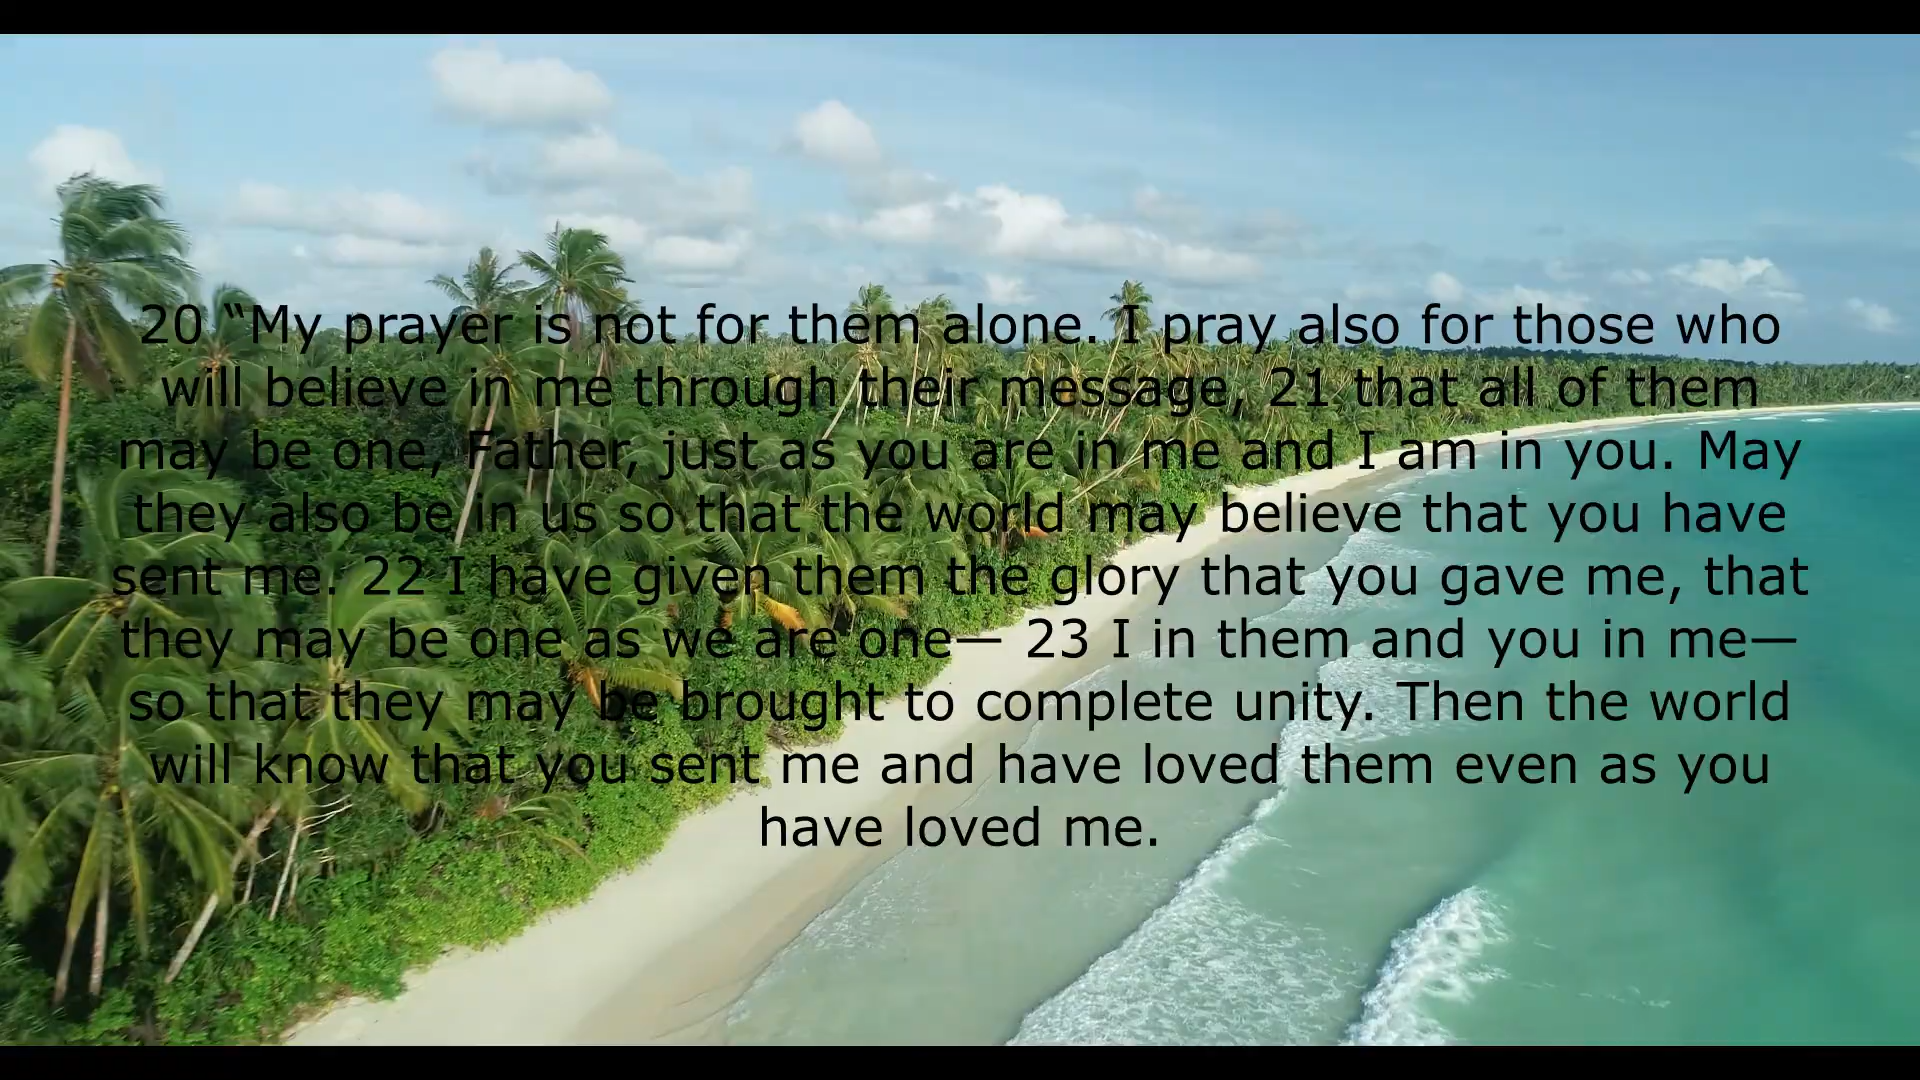 20 “My prayer is not for them alone. I pray also for those who
will believe in me through their message, 21 that all of them
may be one, Father, just as you are in me and I am in you. May
they also be in us so that the world may believe that you have
sent me. 22 I have given them the glory that you gave me, that
they may be one as we are one— 23 I in them and you in me—
so that they may be brought to complete unity. Then the world
will know that you sent me and have loved them even as you
have loved me.